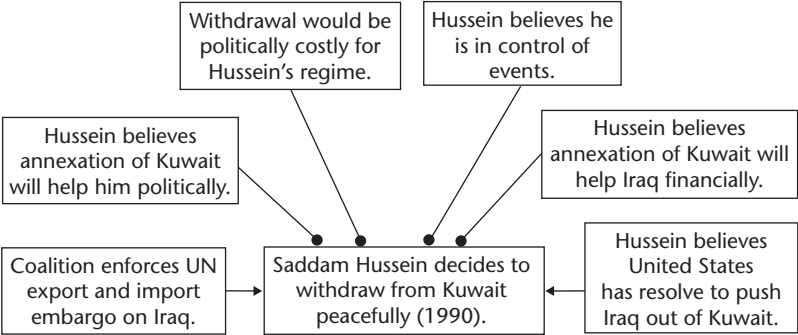 Withdrawal would be
politically costly for
Hussein’s regime.
Hussein believes he
is in control of
events.
Hussein believes
annexation of Kuwait
will help him politically.
Hussein believes
annexation of Kuwait will
help Iraq financially.
Coalition enforces UN
export and import
embargo on Iraq.
Saddam Hussein decides to
withdraw from Kuwait
peacefully (1990).
Hussein believes
United States
has resolve to push
Iraq out of Kuwait.